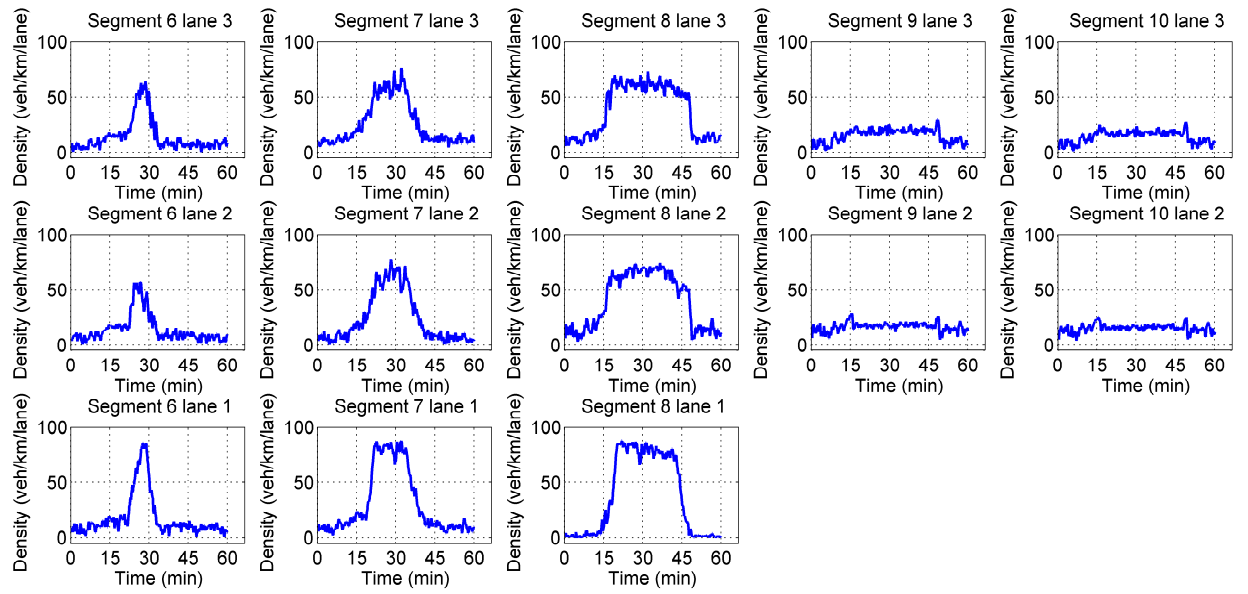 Segment 6 lane 3
Density (veh/km/lane)
100
50
0
0 15 30 45 60
Time (min)
Segment 7 lane 3
Density (veh/km/lane)
100
50
0
0 15 30 45 60
Time (min)
Segment 8 lane 3
Density (veh/km/lane)
100
50
0
0 15 30 45 60
Time (min)
Segment 9 lane 3
Density (veh/km/lane)
100
50
0
0 15 30 45 60
Time (min)
Segment 10 lane 3
Density (veh/km/lane)
100
50
0
0 15 30 45 60
Time (min)
Segment 6 lane 2
Density (veh/km/lane)
100
50
0
0 15 30 45 60
Time (min)
Segment 7 lane 2
Density (veh/km/lane)
100
50
0
0 15 30 45 60
Time (min)
Segment 8 lane 2
Density (veh/km/lane)
100
50
0
0 15 30 45 60
Time (min)
Segment 9 lane 2
Density (veh/km/lane)
100
50
0
0 15 30 45 60
Time (min)
Segment 10 lane 2
Density (veh/km/lane)
100
50
0
0 15 30 45 60
Time (min)
Segment 6 lane 1
Density (veh/km/lane)
100
50
0
0 15 30 45 60
Time (min)
Segment 7 lane 1
Density (veh/km/lane)
100
50
0
0 15 30 45 60
Time (min)
Segment 8 lane 1
Density (veh/km/lane)
100
50
0
0 15 30 45 60
Time (min)